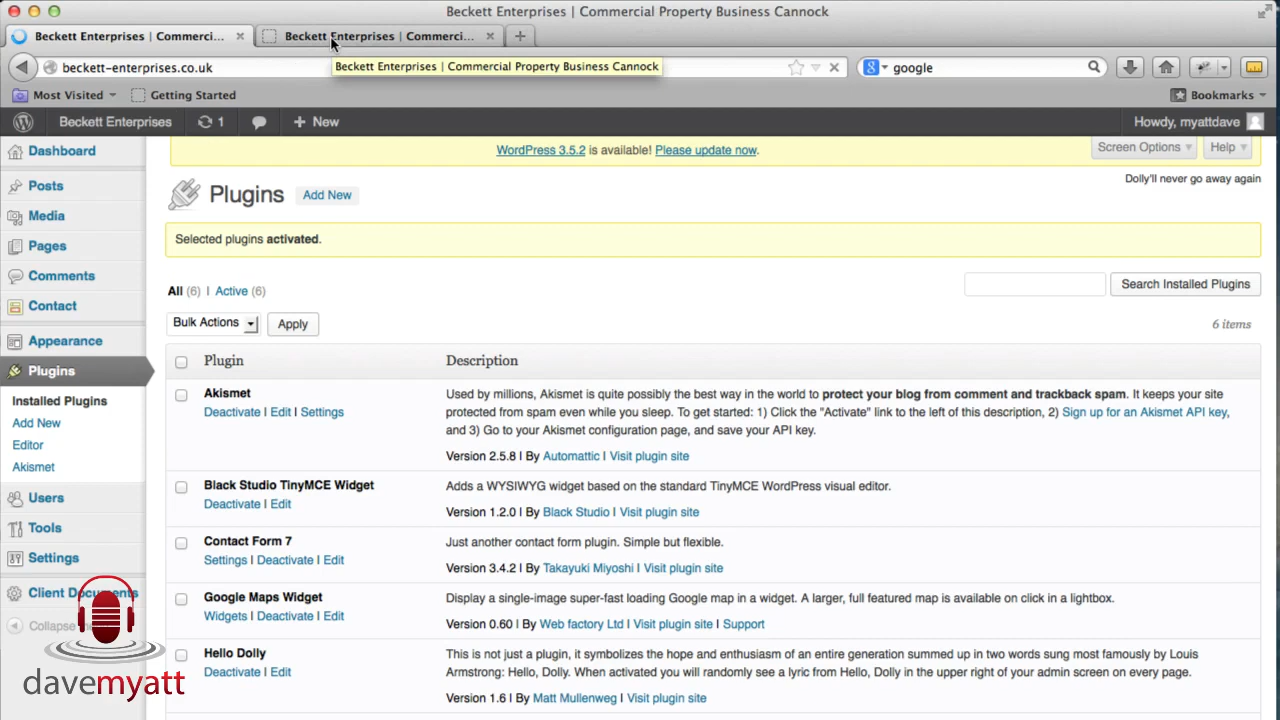 Beckett Enterprises | Commercial Property Business Cannock
Beckett Enterprises | Commerci...
Beckett Enterprises | Commerci...
beckett-enterprises.co.uk
Beckett Enterprises | Commercial Property Business Cannock
google
Most Visited
Getting Started
Bookmarks
Beckett Enterprises
1
New
Howdy, myattdave
Dashboard
Posts
Media
Pages
Comments
Contact
Appearance
Plugins
Installed Plugins
Add New
Editor
Akismet
Users
Tools
Settings
Client Documents
Collapse
davemyatt
WordPress 3.5.2 is available! Please update now.
Screen Options
Help
Dolly'll never go away again
Plugins
Add New
Selected plugins activated.
All (6) | Active (6)
Search Installed Plugins
Bulk Actions
Apply
6 items
Plugin
Description
Akismet
Deactivate | Edit | Settings
Used by millions, Akismet is quite possibly the best way in the world to protect your blog from comment and trackback spam. It keeps your site
protected from spam even while you sleep. To get started: 1) Click the "Activate" link to the left of this description, 2) Sign up for an Akismet API key,
and 3) Go to your Akismet configuration page, and save your API key.
Version 2.5.8 | By Automattic | Visit plugin site
Black Studio TinyMCE Widget
Deactivate | Edit
Adds a WYSIWYG widget based on the standard TinyMCE WordPress visual editor.
Version 1.2.0 | By Black Studio | Visit plugin site
Contact Form 7
Settings | Deactivate | Edit
Just another contact form plugin. Simple but flexible.
Version 3.4.2 | By Takayuki Miyoshi | Visit plugin site
Google Maps Widget
Widgets | Deactivate | Edit
Display a single-image super-fast loading Google map in a widget. A larger, full featured map is available on click in a lightbox.
Version 0.60 | By Web factory Ltd | Visit plugin site | Support
Hello Dolly
Deactivate | Edit
This is not just a plugin, it symbolizes the hope and enthusiasm of an entire generation summed up in two words sung most famously by Louis
Armstrong: Hello, Dolly. When activated you will randomly see a lyric from Hello, Dolly in the upper right of your admin screen on every page.
Version 1.6 | By Matt Mullenweg | Visit plugin site